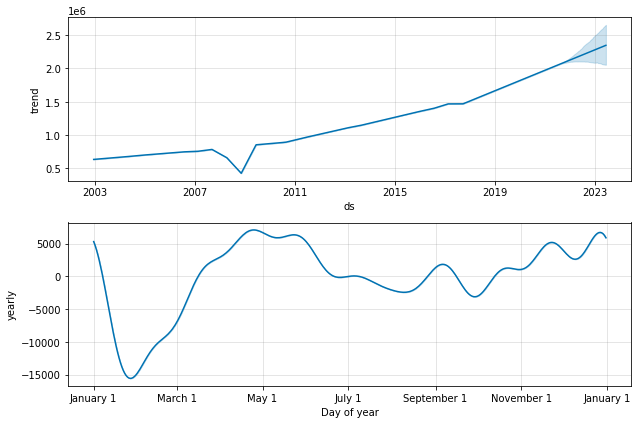 1e6
2.5
2.0
1.5
1.0
0.5
trend
2003 2007 2011 2015 2019 2023
ds
5000
0
−5000
−10000
−15000
yearly
January 1 March 1 May 1 July 1 September 1 November 1 January 1
Day of year